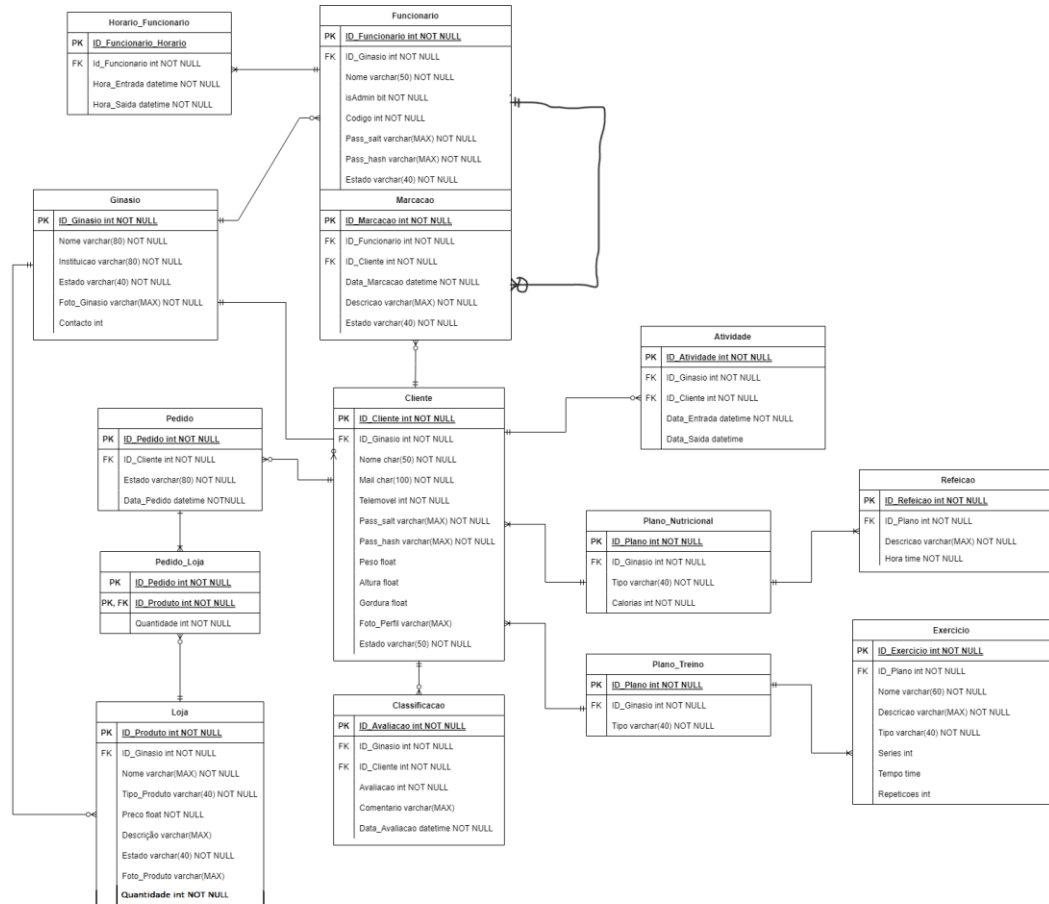 Horario_Funcionario
PK ID_Funcionario_Horario
FK Id_Funcionario int NOT NULL
Hora_Entrada datetime NOT NULL
Hora_Saida datetime NOT NULL
Funcionario
PK ID_Funcionario int NOT NULL
FK ID_Ginasio int NOT NULL
Nome varchar(50) NOT NULL
isAdmin bit NOT NULL
Codigo int NOT NULL
Pass_salt varchar(MAX) NOT NULL
Pass_hash varchar(MAX) NOT NULL
Estado varchar(40) NOT NULL
Ginasio
PK ID_Ginasio int NOT NULL
Nome varchar(80) NOT NULL
Instituicao varchar(80) NOT NULL
Estado varchar(40) NOT NULL
Foto_Ginasio varchar(MAX) NOT NULL
Contacto int
Marcacao
PK ID_Marcacao int NOT NULL
FK ID_Funcionario int NOT NULL
FK ID_Cliente int NOT NULL
Data_Marcacao datetime NOT NULL
Descricao varchar(MAX) NOT NULL
Estado varchar(40) NOT NULL
Atividade
PK ID_Atividade int NOT NULL
FK ID_Ginasio int NOT NULL
FK ID_Cliente int NOT NULL
Data_Entrada datetime NOT NULL
Data_Saida datetime
Pedido
PK ID_Pedido int NOT NULL
FK ID_Cliente int NOT NULL
Estado varchar(80) NOT NULL
Data_Pedido datetime NOTNULL
Cliente
PK ID_Cliente int NOT NULL
FK ID_Ginasio int NOT NULL
Nome char(50) NOT NULL
Mail char(100) NOT NULL
Telemovel int NOT NULL
Pass_salt varchar(MAX) NOT NULL
Pass_hash varchar(MAX) NOT NULL
Peso float
Altura float
Gordura float
Foto_Perfil varchar(MAX)
Estado varchar(50) NOT NULL
Refeicao
PK ID_Refeicao int NOT NULL
FK ID_Plano int NOT NULL
Descricao varchar(MAX) NOT NULL
Hora time NOT NULL
Plano_Nutricional
PK ID_Plano int NOT NULL
FK ID_Ginasio int NOT NULL
Tipo varchar(40) NOT NULL
Calorias int NOT NULL
Pedido_Loja
PK ID_Pedido int NOT NULL
PK, FK ID_Produto int NOT NULL
Quantidade int NOT NULL
Exercicio
PK ID_Exercicio int NOT NULL
FK ID_Plano int NOT NULL
Nome varchar(60) NOT NULL
Descricao varchar(MAX) NOT NULL
Tipo varchar(40) NOT NULL
Series int
Tempo time
Repeticoes int
Plano_Treino
PK ID_Plano int NOT NULL
FK ID_Ginasio int NOT NULL
Tipo varchar(40) NOT NULL
Classificacao
PK ID_Avaliacao int NOT NULL
FK ID_Ginasio int NOT NULL
FK ID_Cliente int NOT NULL
Avaliacao int NOT NULL
Comentario varchar(MAX)
Data_Avaliacao datetime NOT NULL
Loja
PK ID_Produto int NOT NULL
FK ID_Ginasio int NOT NULL
Nome varchar(MAX) NOT NULL
Tipo_Produto varchar(40) NOT NULL
Preco float NOT NULL
Descrição varchar(MAX)
Estado varchar(40) NOT NULL
Foto_Produto varchar(MAX)
Quantidade int NOT NULL